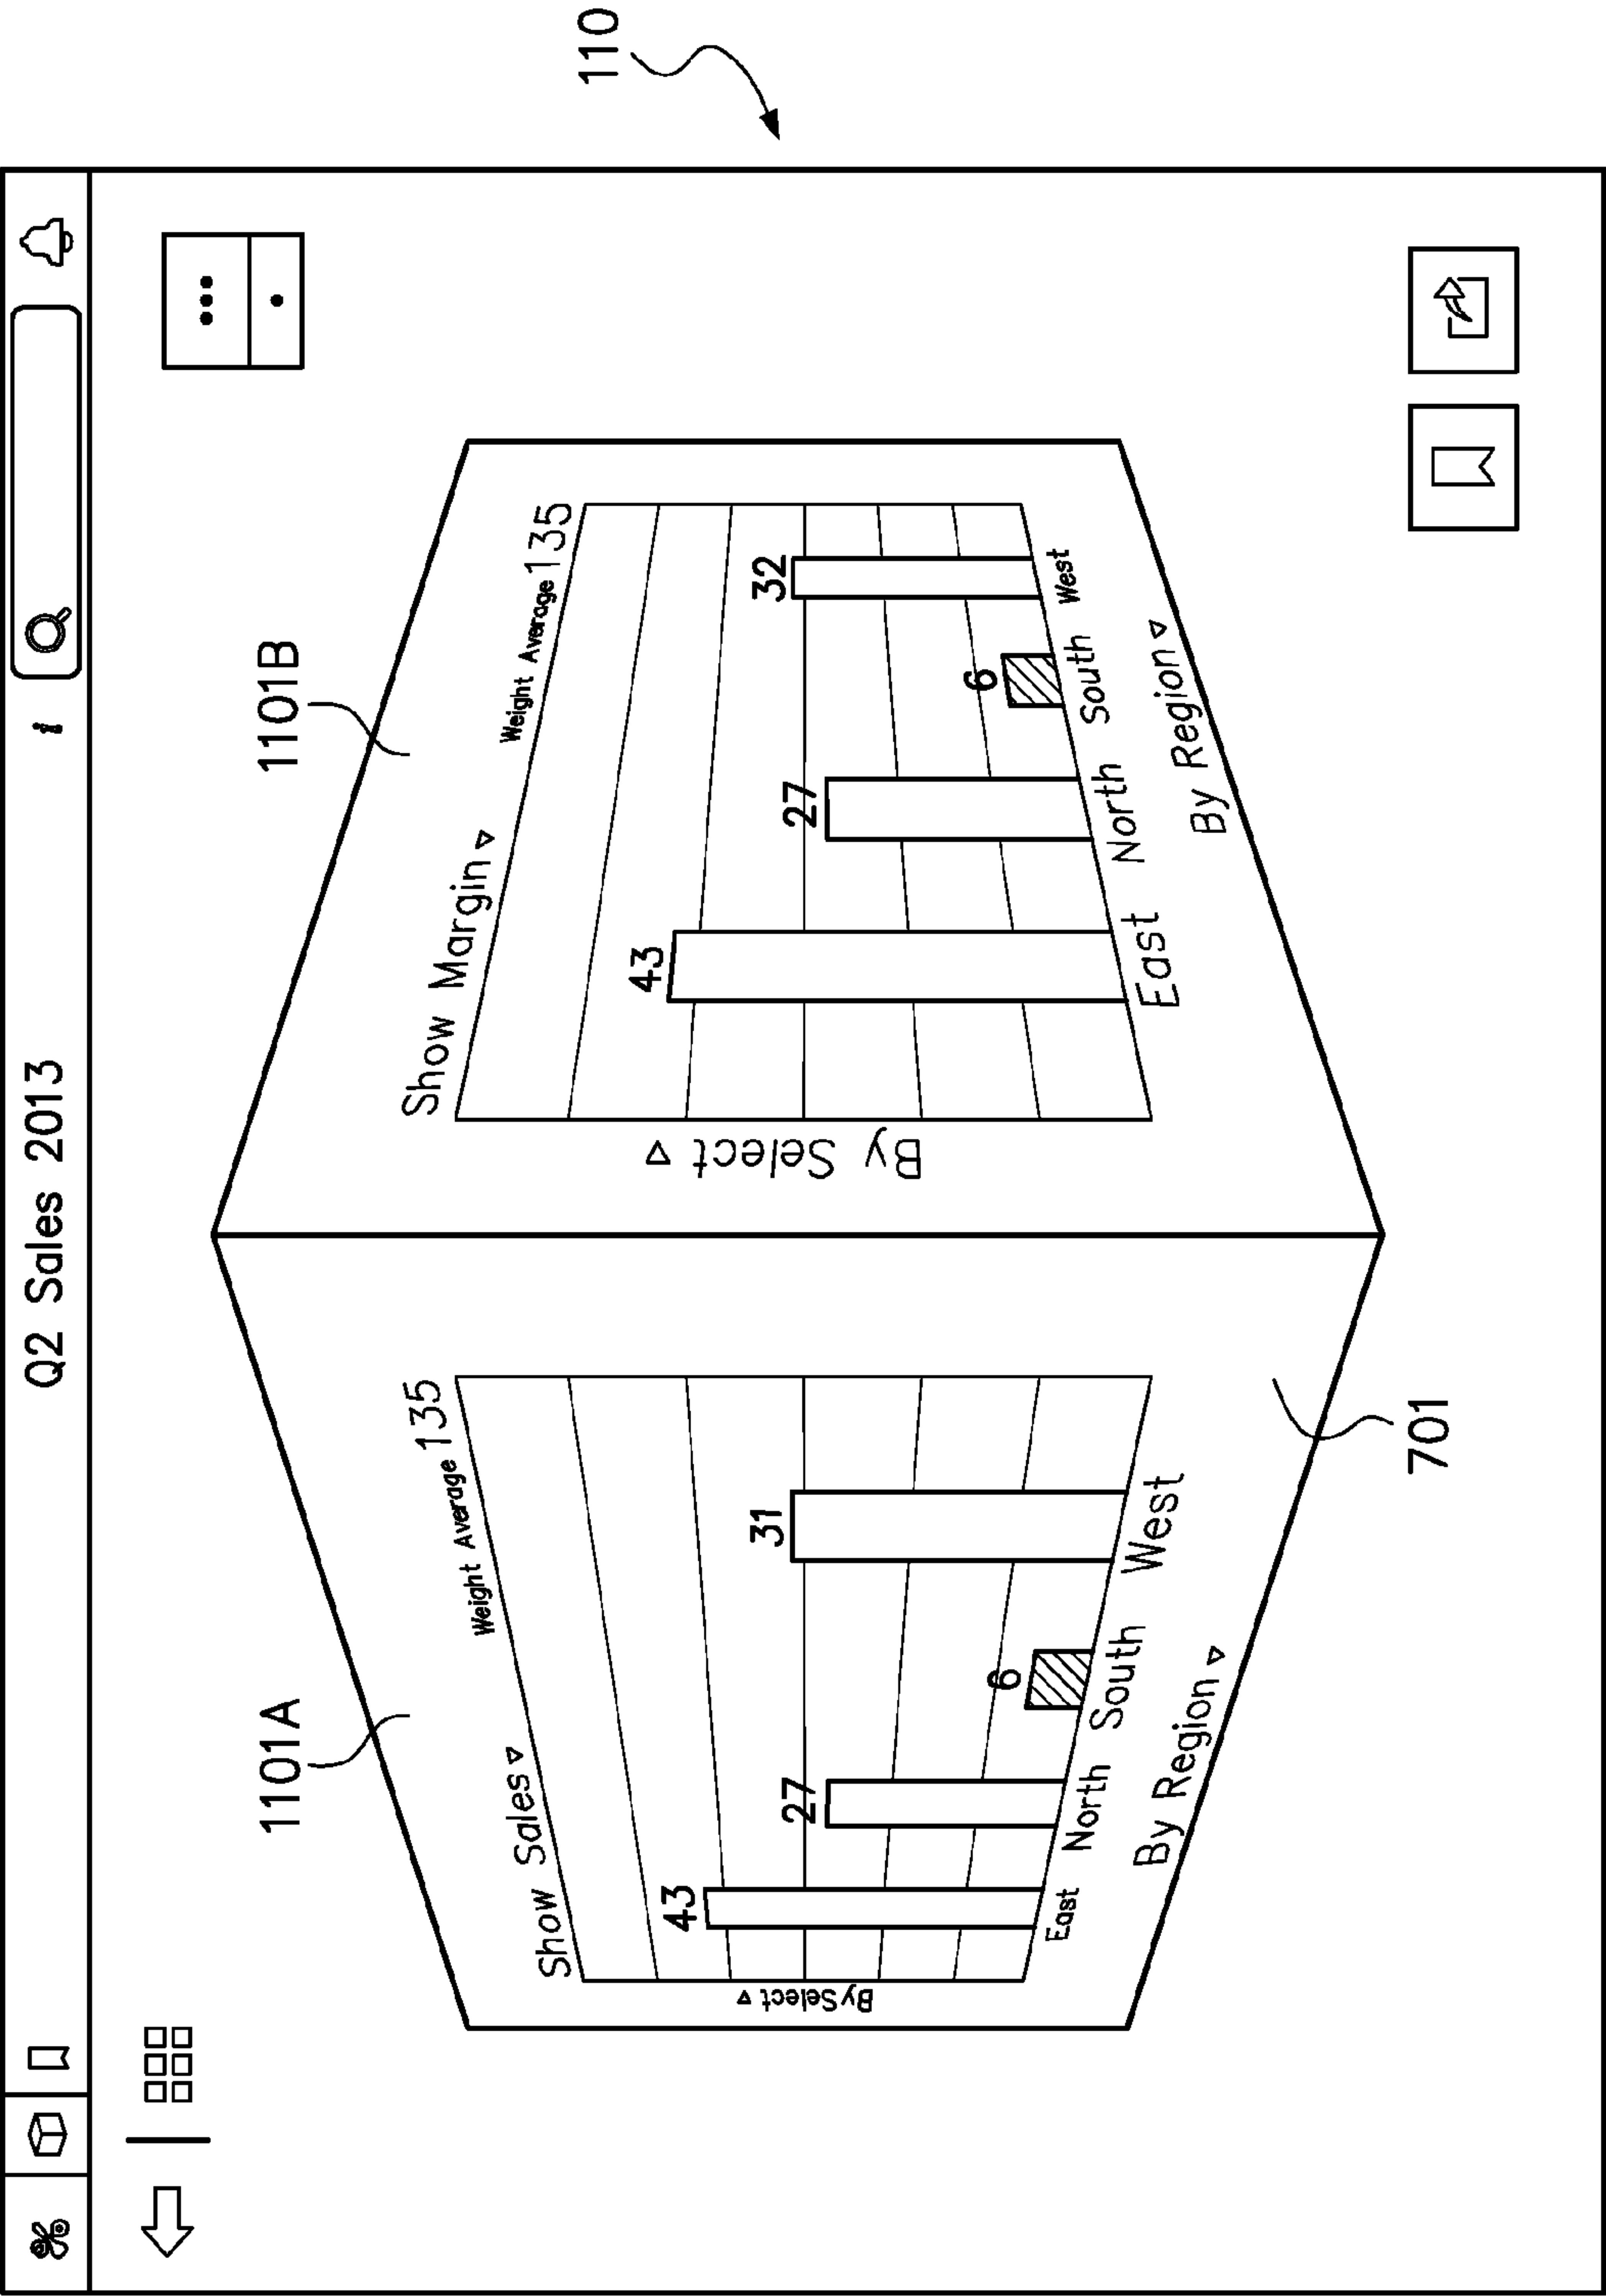 Q2 Sales 2013
i
110
1101A
1101B
Show Sales ▿
Weight Average 135
By Select ▿
43
27
6
31
East
North
South
West
By Region ▿
Show Margin ▿
Weight Average 135
By Select ▿
43
27
6
32
East
North
South
West
By Region ▿
701